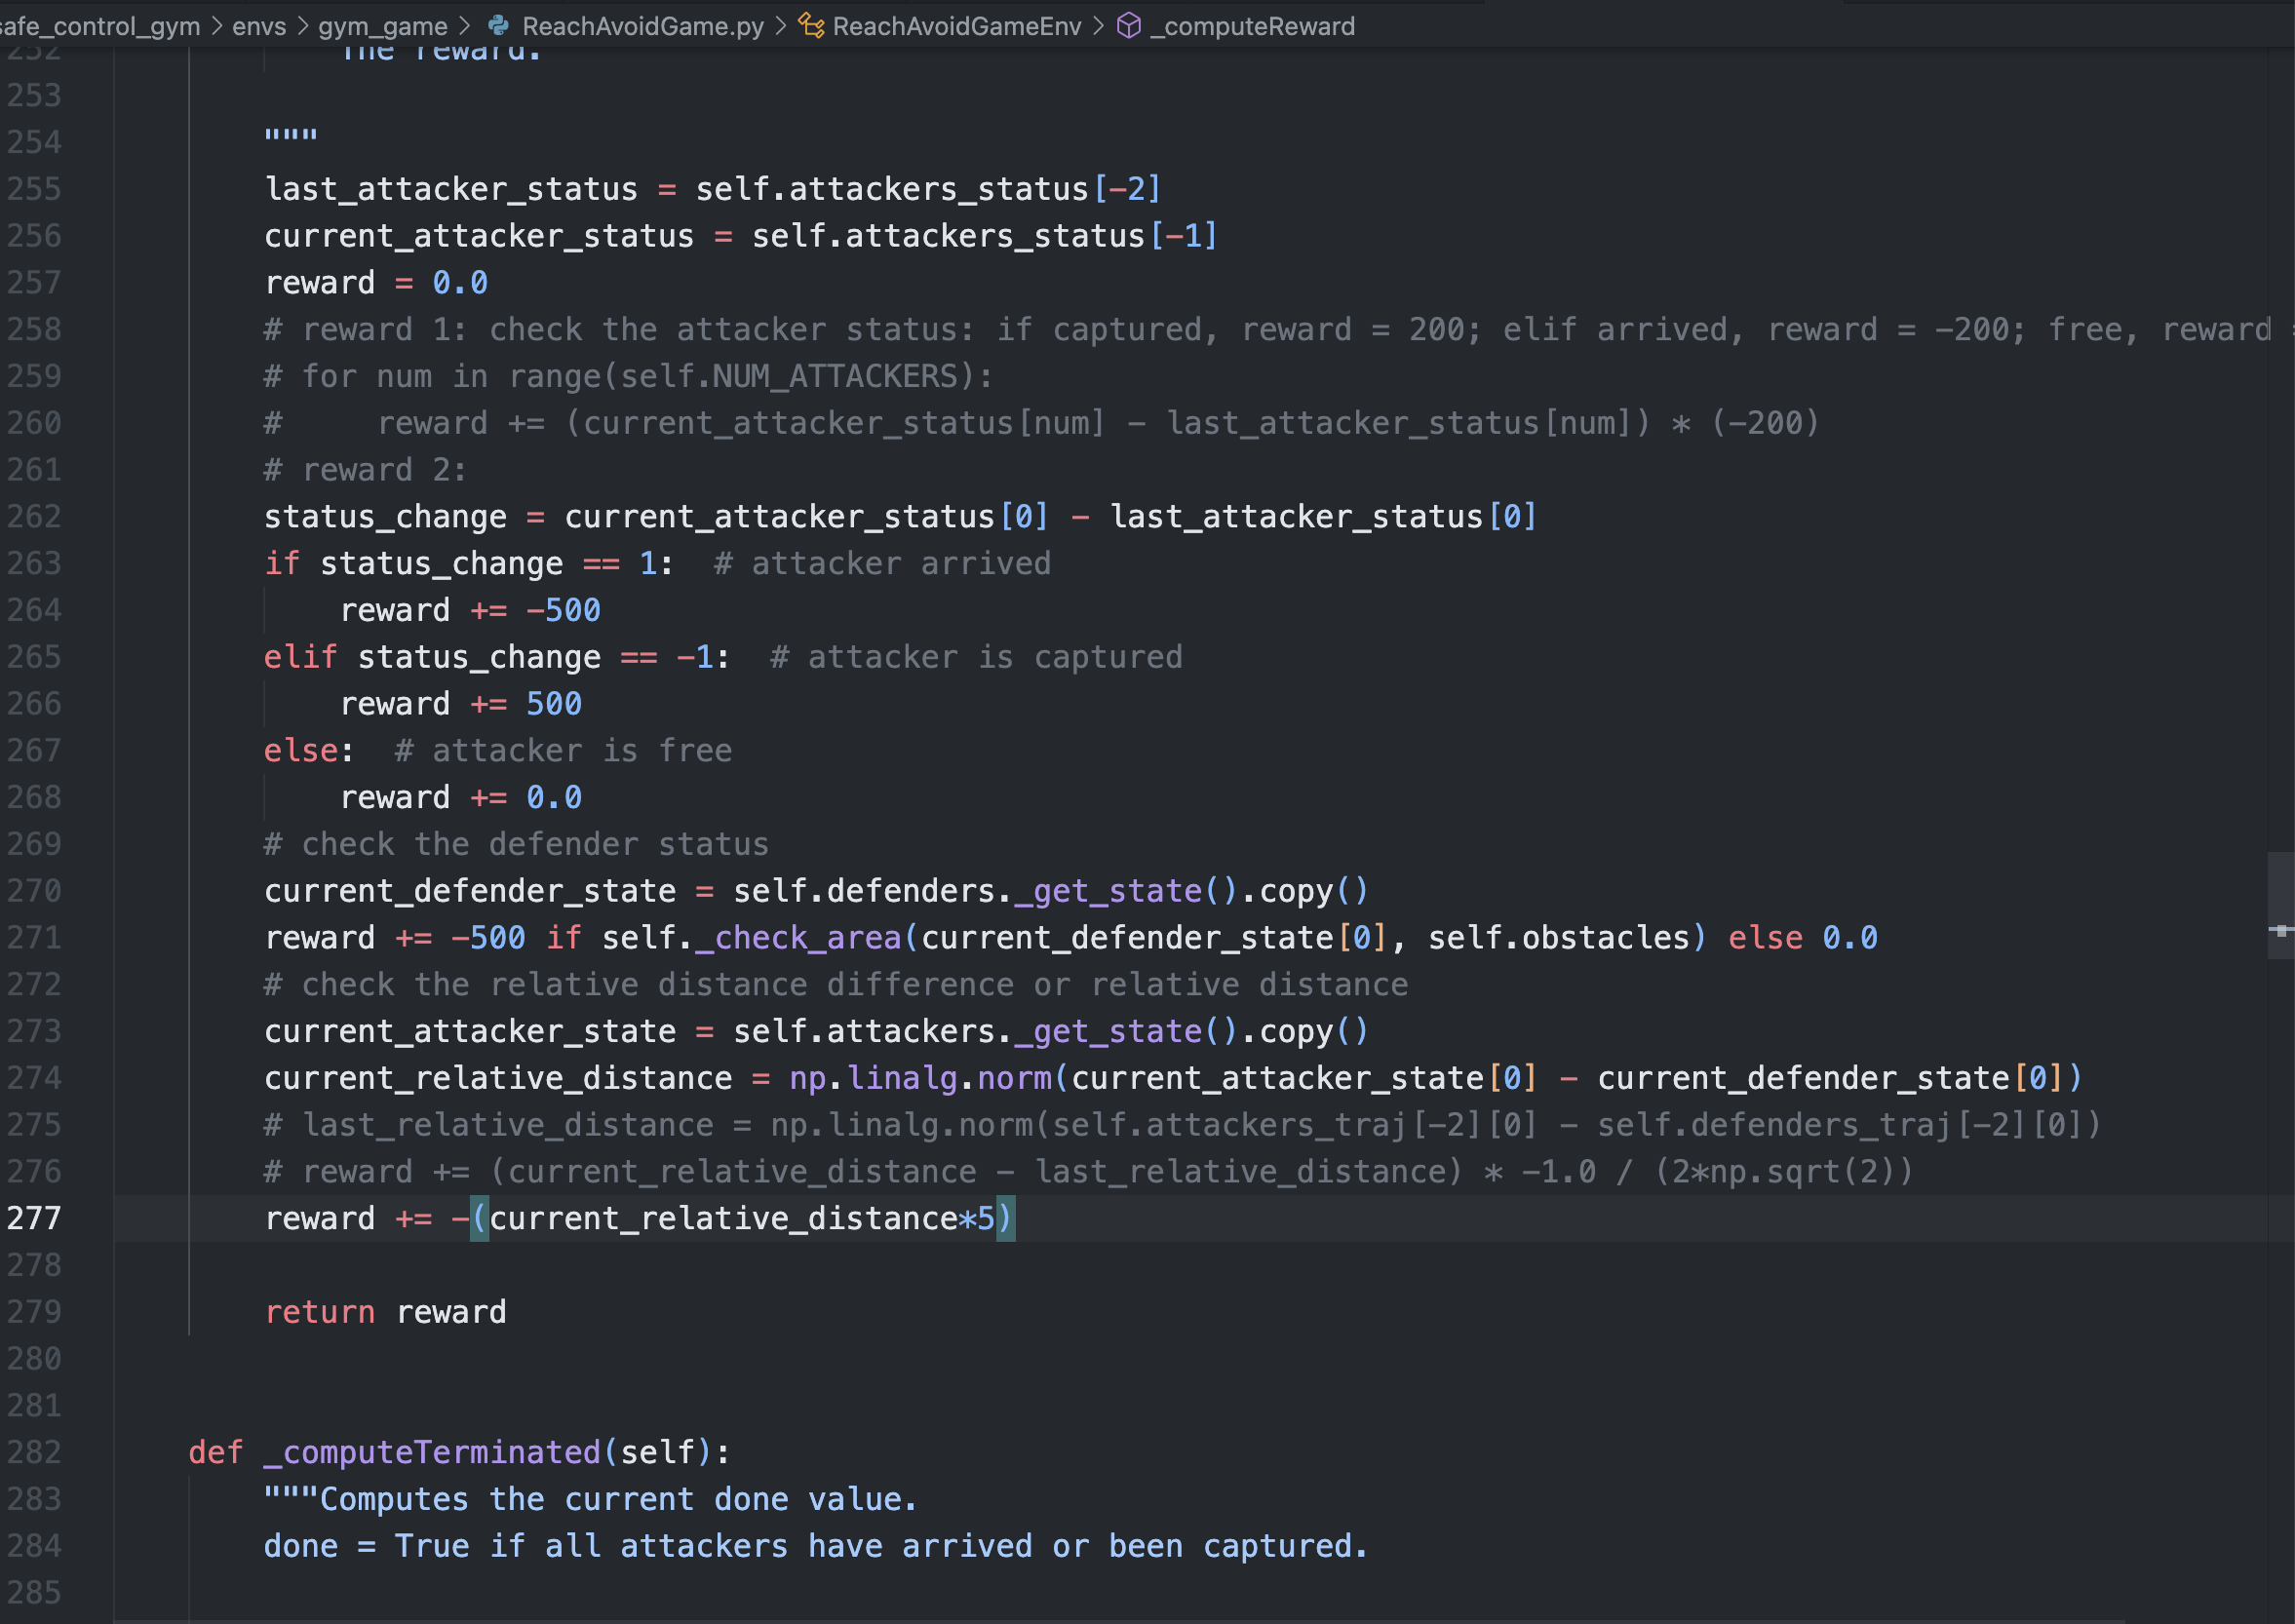 safe_control_gym > envs > gym_game > ReachAvoidGame.py > ReachAvoidGameEnv > _computeReward
252             The reward.
253
254         """
255         last_attacker_status = self.attackers_status[-2]
256         current_attacker_status = self.attackers_status[-1]
257         reward = 0.0
258         # reward 1: check the attacker status: if captured, reward = 200; elif arrived, reward = -200; free, reward
259         # for num in range(self.NUM_ATTACKERS):
260         #     reward += (current_attacker_status[num] - last_attacker_status[num]) * (-200)
261         # reward 2:
262         status_change = current_attacker_status[0] - last_attacker_status[0]
263         if status_change == 1:  # attacker arrived
264             reward += -500
265         elif status_change == -1:  # attacker is captured
266             reward += 500
267         else:  # attacker is free
268             reward += 0.0
269         # check the defender status
270         current_defender_state = self.defenders._get_state().copy()
271         reward += -500 if self._check_area(current_defender_state[0], self.obstacles) else 0.0
272         # check the relative distance difference or relative distance
273         current_attacker_state = self.attackers._get_state().copy()
274         current_relative_distance = np.linalg.norm(current_attacker_state[0] - current_defender_state[0])
275         # last_relative_distance = np.linalg.norm(self.attackers_traj[-2][0] - self.defenders_traj[-2][0])
276         # reward += (current_relative_distance - last_relative_distance) * -1.0 / (2*np.sqrt(2))
277         reward += -(current_relative_distance*5)
278
279         return reward
280
281
282     def _computeTerminated(self):
283         """Computes the current done value.
284         done = True if all attackers have arrived or been captured.
285